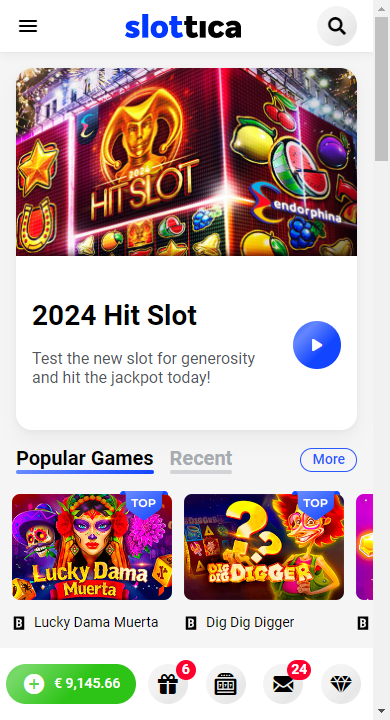 slottica
2024
HIT SLOT
endorphina
2024 Hit Slot
Test the new slot for generosity
and hit the jackpot today!
Popular Games
Recent
More
TOP
TOP
Lucky Dama
Muerta
DIG DIG DIGGER
B Lucky Dama Muerta
B Dig Dig Digger
B
€ 9,145.66
6
24